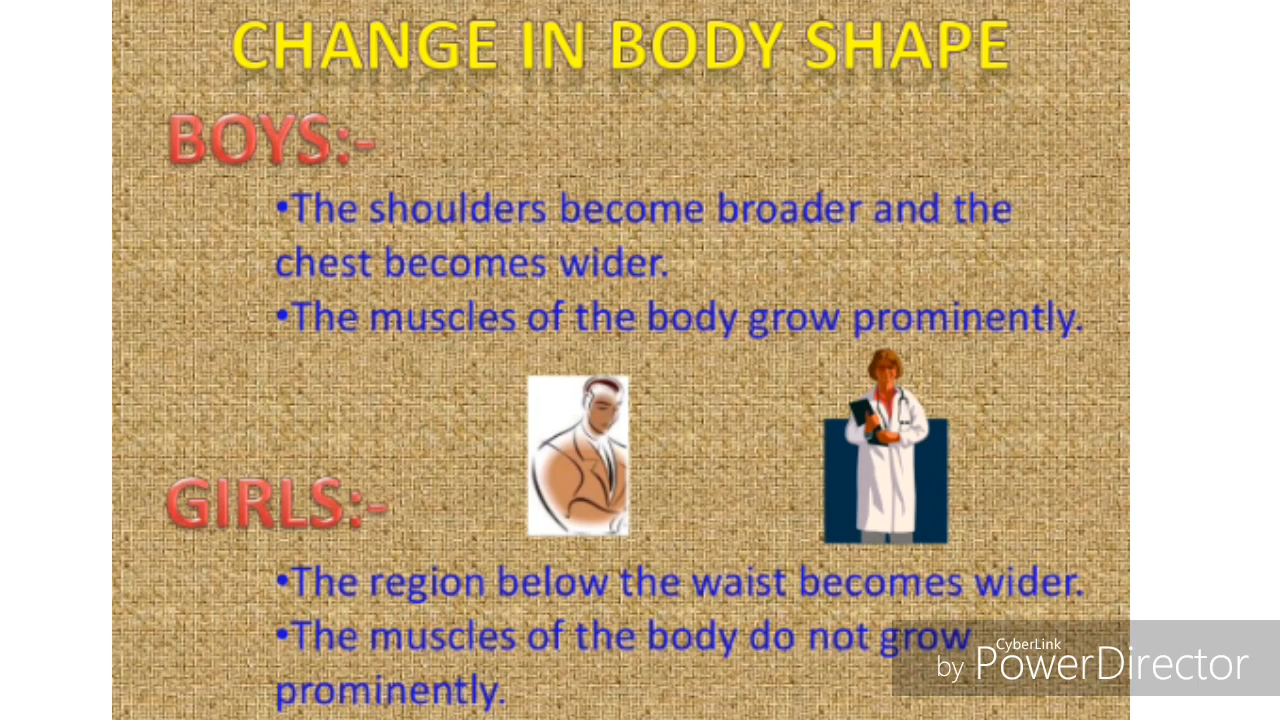 CHANGE IN BODY SHAPE
BOYS:-
•The shoulders become broader and the
chest becomes wider.
•The muscles of the body grow prominently.
GIRLS:-
•The region below the waist becomes wider.
•The muscles of the body do not grow
prominently.
CyberLink
by PowerDirector